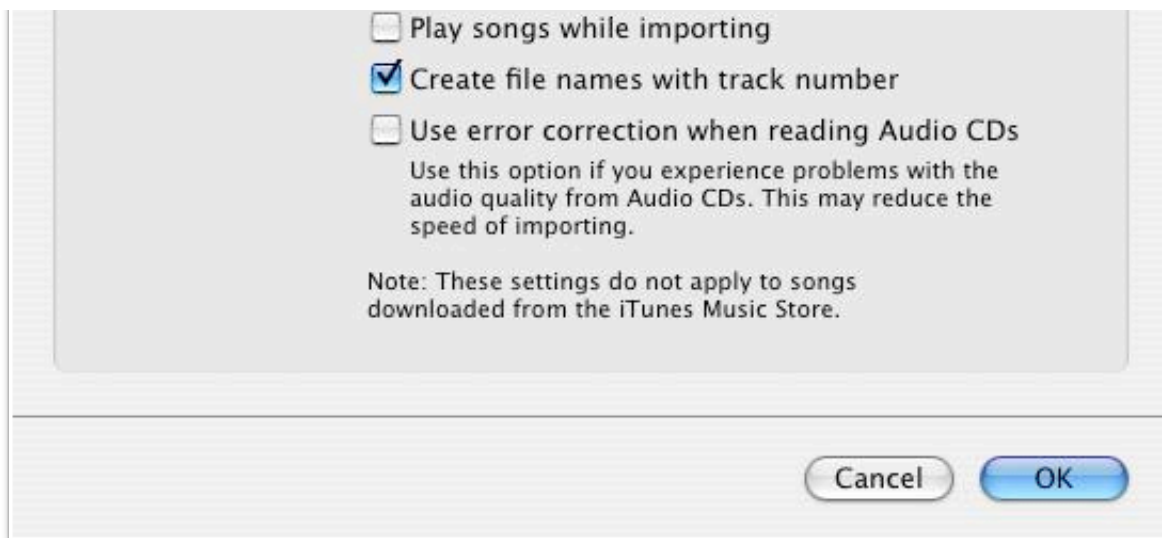 Play songs while importing
Create file names with track number
Use error correction when reading Audio CDs
Use this option if you experience problems with the
audio quality from Audio CDs. This may reduce the
speed of importing.
Note: These settings do not apply to songs
downloaded from the iTunes Music Store.
Cancel OK